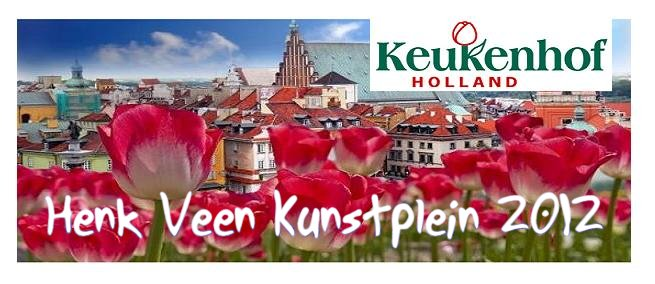 Keukenhof
HOLLAND
Henk Veen Kunstplein 2012